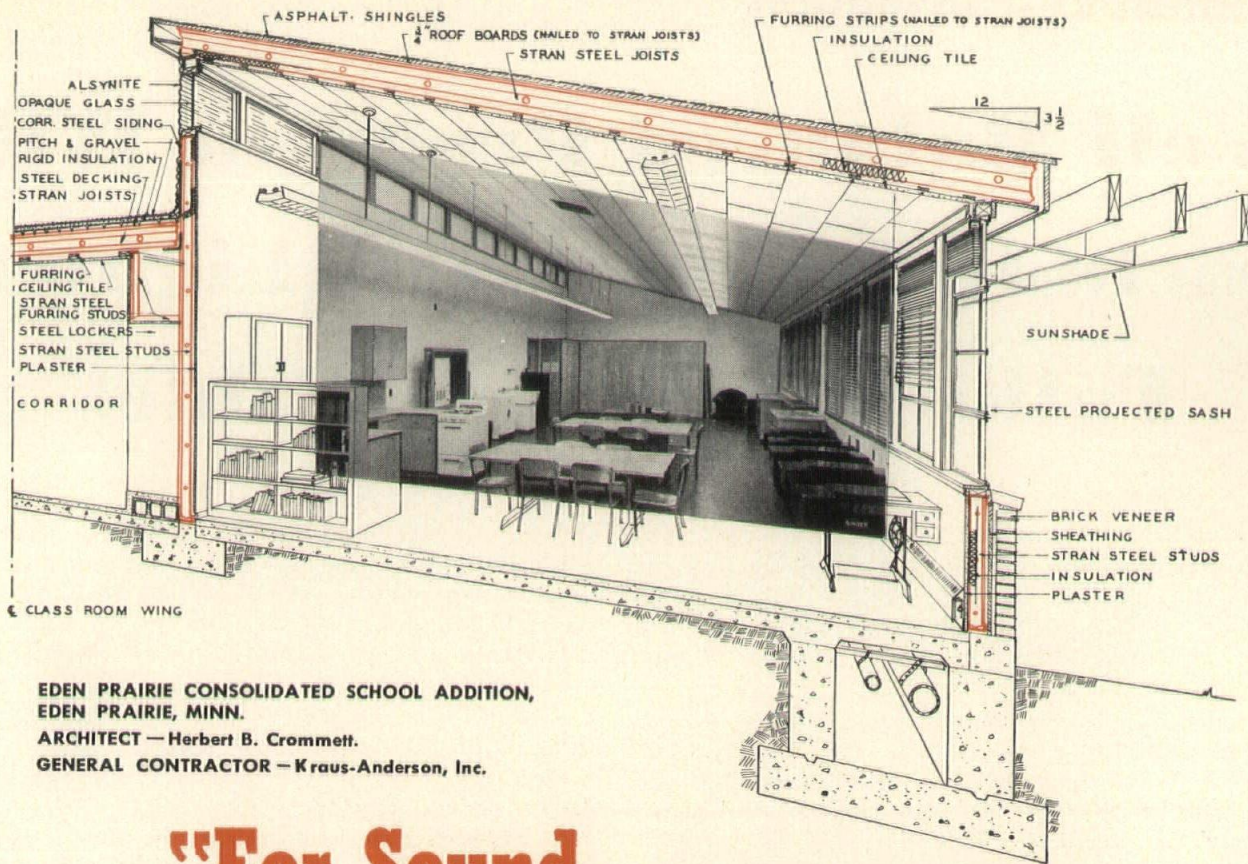 ASPHALT SHINGLES
3/4" ROOF BOARDS (NAILED TO STRAN JOISTS)
STRAN STEEL JOISTS
FURRING STRIPS (NAILED TO STRAN JOISTS)
INSULATION
CEILING TILE
12
3 1/2
ALSYNITE
OPAQUE GLASS
CORR. STEEL SIDING
PITCH & GRAVEL
RIGID INSULATION
STEEL DECKING
STRAN JOISTS
FURRING
CEILING TILE
STRAN STEEL
FURRING STUDS
STEEL LOCKERS
STRAN STEEL STUDS
PLASTER
CORRIDOR
SUNSHADE
STEEL PROJECTED SASH
BRICK VENEER
SHEATHING
STRAN STEEL STUDS
INSULATION
PLASTER
SINGER
℄ CLASS ROOM WING
EDEN PRAIRIE CONSOLIDATED SCHOOL ADDITION,
EDEN PRAIRIE, MINN.
ARCHITECT — Herbert B. Crommett.
GENERAL CONTRACTOR — Kraus-Anderson, Inc.
"For Sound